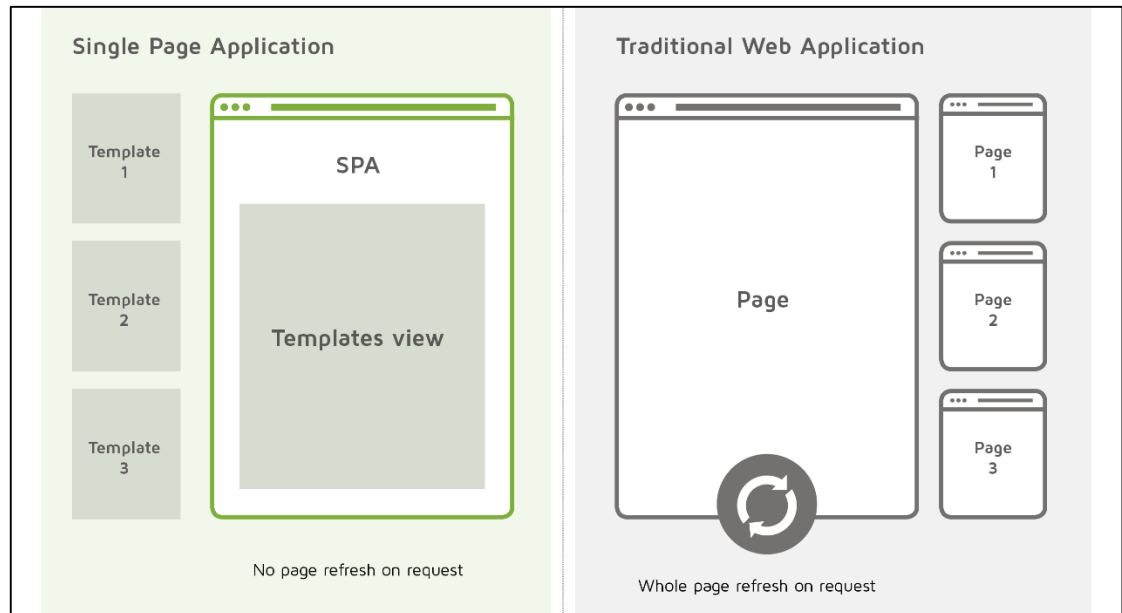 Single Page Application
Template
1
SPA
Template
2
Templates view
Template
3
No page refresh on request
Traditional Web Application
Page
Page
1
Page
2
Page
3
Whole page refresh on request